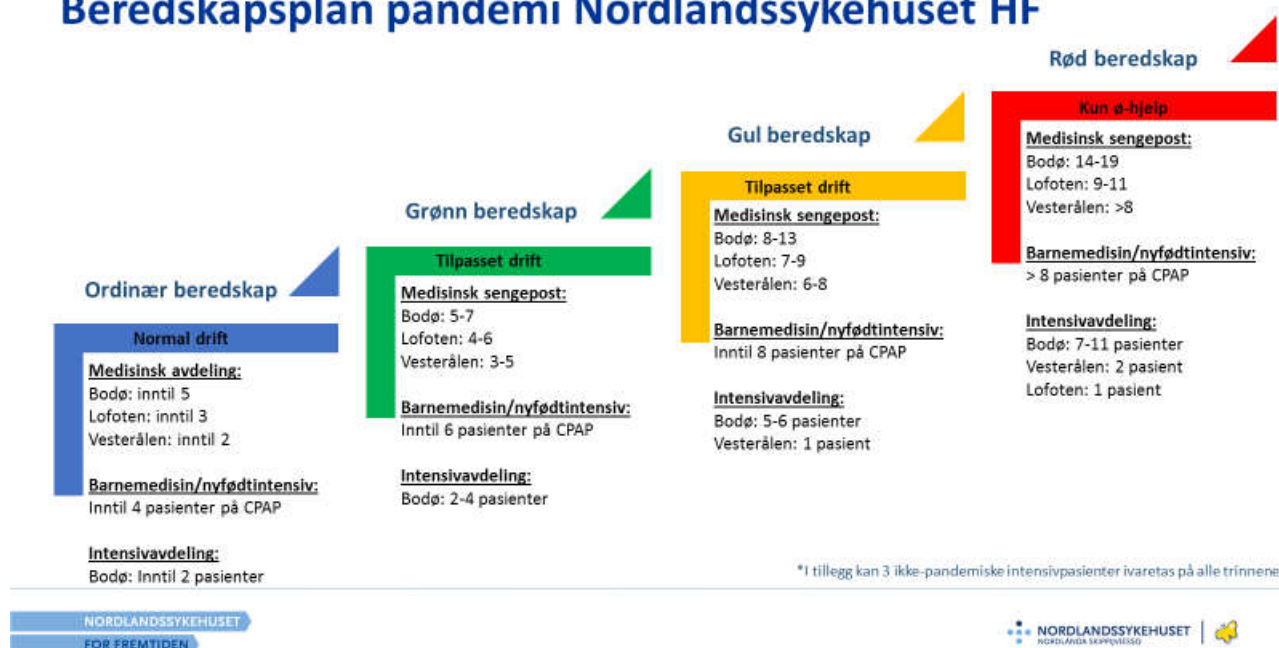 Beredskapsplan pandemi Nordlandssykehuset HF
Ordinær beredskap
Normal drift
Medisinsk avdeling:
Bodø: inntil 5
Lofoten: inntil 3
Vesterålen: inntil 2
Barnemedisin/nyfødtintensiv:
Inntil 4 pasienter på CPAP
Intensivavdeling:
Bodø: Inntil 2 pasienter
Grønn beredskap
Tilpasset drift
Medisinsk sengepost:
Bodø: 5-7
Lofoten: 4-6
Vesterålen: 3-5
Barnemedisin/nyfødtintensiv:
Inntil 6 pasienter på CPAP
Intensivavdeling:
Bodø: 2-4 pasienter
Gul beredskap
Tilpasset drift
Medisinsk sengepost:
Bodø: 8-13
Lofoten: 7-9
Vesterålen: 6-8
Barnemedisin/nyfødtintensiv:
Inntil 8 pasienter på CPAP
Intensivavdeling:
Bodø: 5-6 pasienter
Vesterålen: 1 pasient
Rød beredskap
Kun ø-hjelp
Medisinsk sengepost:
Bodø: 14-19
Lofoten: 9-11
Vesterålen: >8
Barnemedisin/nyfødtintensiv:
> 8 pasienter på CPAP
Intensivavdeling:
Bodø: 7-11 pasienter
Vesterålen: 2 pasient
Lofoten: 1 pasient
*I tillegg kan 3 ikke-pandemiske intensivpasienter ivaretas på alle trinnene
NORDLANDSSYKEHUSET
FOR FREMTIDEN
NORDLANDSSYKEHUSET